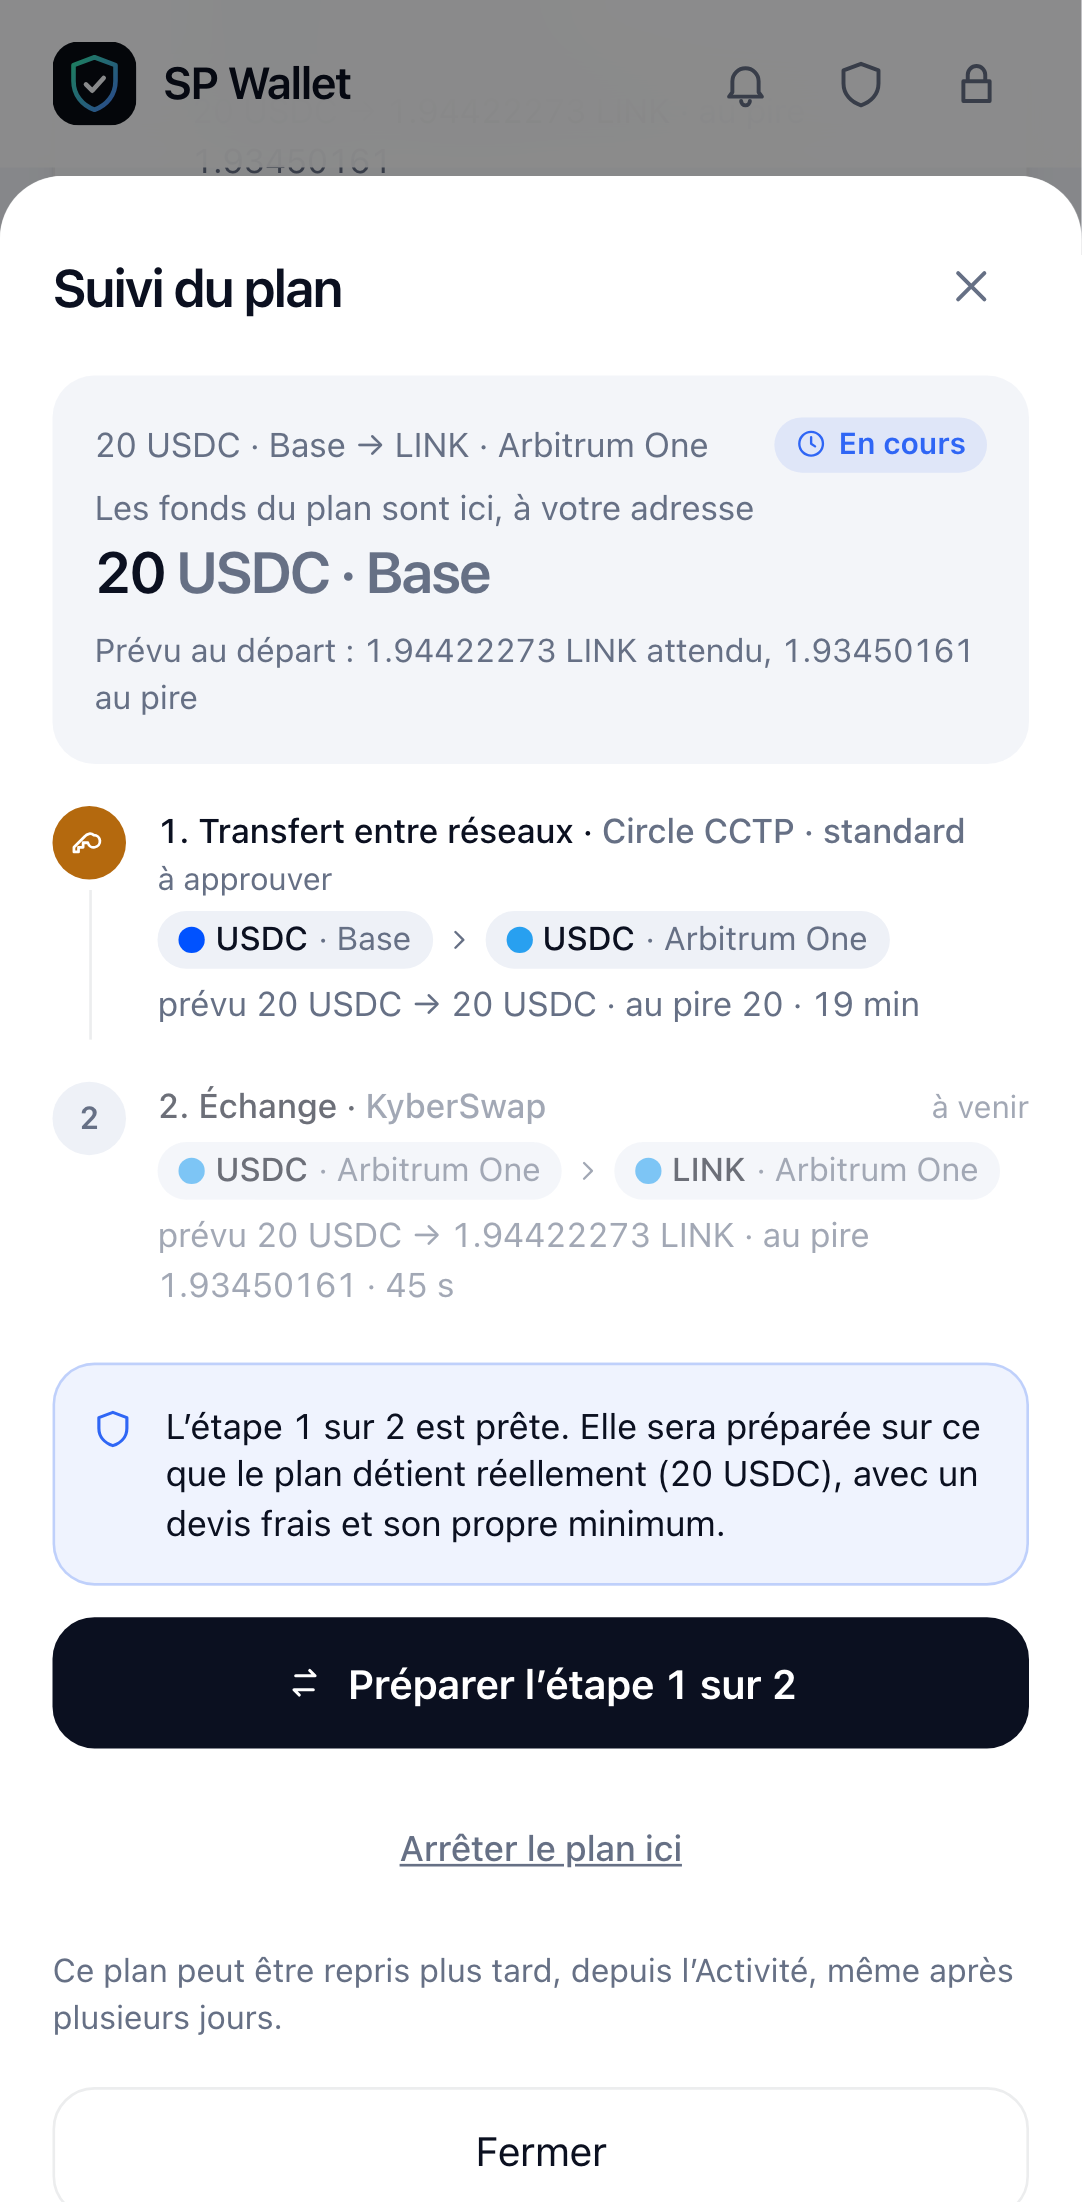 SP Wallet
1.93450161
Suivi du plan
20 USDC · Base → LINK · Arbitrum One
En cours
Les fonds du plan sont ici, à votre adresse
20 USDC · Base
Prévu au départ : 1.94422273 LINK attendu, 1.93450161
au pire
1. Transfert entre réseaux · Circle CCTP · standard
à approuver
USDC · Base › USDC · Arbitrum One
prévu 20 USDC → 20 USDC · au pire 20 · 19 min
2
2. Échange · KyberSwap
à venir
USDC · Arbitrum One › LINK · Arbitrum One
prévu 20 USDC → 1.94422273 LINK · au pire
1.93450161 · 45 s
L’étape 1 sur 2 est prête. Elle sera préparée sur ce
que le plan détient réellement (20 USDC), avec un
devis frais et son propre minimum.
Préparer l’étape 1 sur 2
Arrêter le plan ici
Ce plan peut être repris plus tard, depuis l’Activité, même après
plusieurs jours.
Fermer